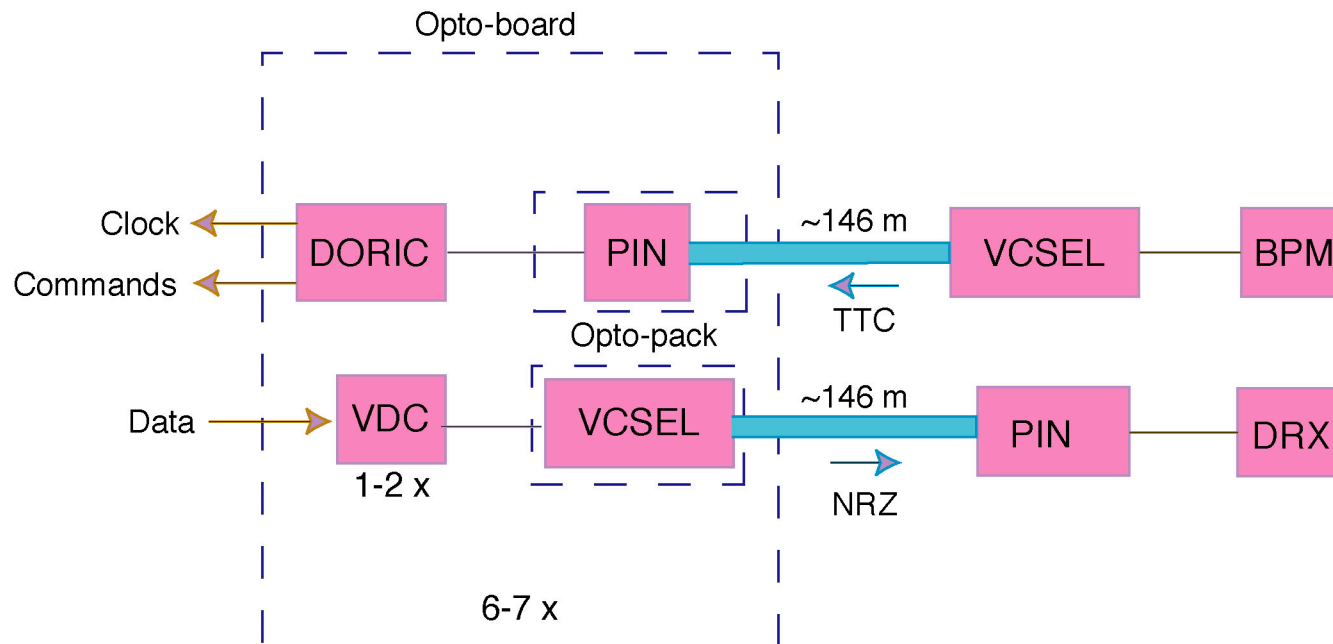 Opto-board
Clock
Commands
DORIC
PIN
~146 m
VCSEL
BPM
TTC
Opto-pack
Data
VDC
VCSEL
~146 m
PIN
DRX
1-2 x
NRZ
6-7 x